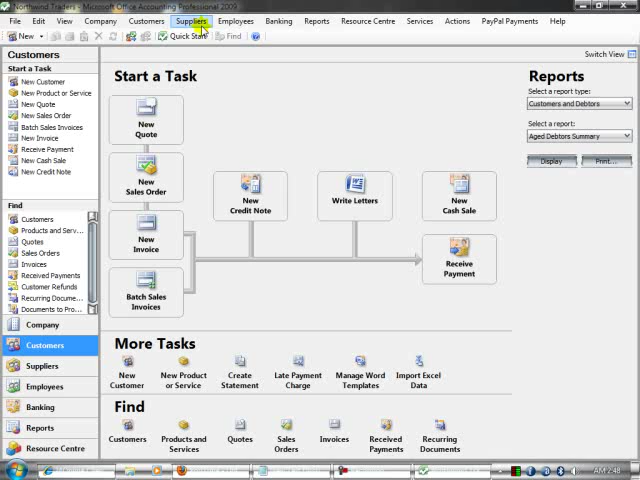 Northwind Traders - Microsoft Office Accounting Professional 2009
File Edit View Company Customers Suppliers Employees Banking Reports Resource Centre Services Actions PayPal Payments Help
New Quick Start Find
Customers
Switch View
Start a Task
New Customer
New Product or Service
New Quote
New Sales Order
Batch Sales Invoices
New Invoice
Receive Payment
New Cash Sale
New Credit Note
Find
Customers
Products and Serv...
Quotes
Sales Orders
Invoices
Received Payments
Customer Refunds
Recurring Docume...
Documents to Pro...
Company
Customers
Suppliers
Employees
Banking
Reports
Resource Centre
Start a Task
New
Quote
New
Sales Order
New
Credit Note
Write Letters
New
Cash Sale
New
Invoice
Receive
Payment
Batch Sales
Invoices
More Tasks
New
Customer
New Product
or Service
Create
Statement
Late Payment
Charge
Manage Word
Templates
Import Excel
Data
Find
Customers
Products and
Services
Quotes
Sales
Orders
Invoices
Received
Payments
Recurring
Documents
Reports
Select a report type:
Customers and Debtors
Select a report:
Aged Debtors Summary
Display Print...
AM 2:48